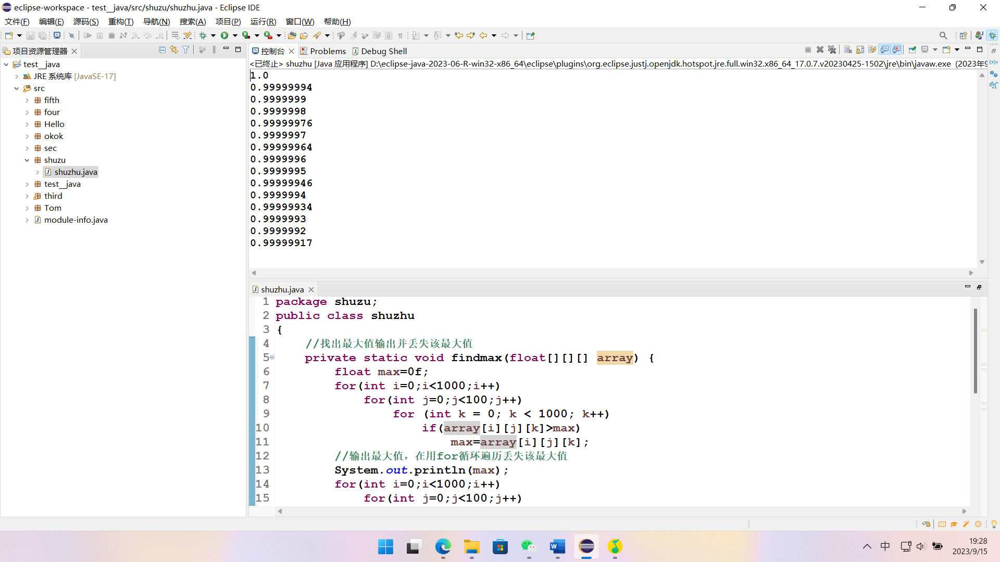 eclipse-workspace - test__java/src/shuzu/shuzhu.java - Eclipse IDE
文件(F) 编辑(E) 源码(S) 重构(T) 导航(N) 搜索(A) 项目(P) 运行(R) 窗口(W) 帮助(H)
项目资源管理器
test__java
JRE 系统库 [JavaSE-17]
src
fifth
four
Hello
okok
sec
shuzu
shuzhu.java
test__java
third
Tom
module-info.java
控制台 Problems Debug Shell
<已终止> shuzhu [Java 应用程序] D:\eclipse-java-2023-06-R-win32-x86_64\eclipse\plugins\org.eclipse.justj.openjdk.hotspot.jre.full.win32.x86_64_17.0.7.v20230425-1502\jre\bin\javaw.exe (2023年9
1.0
0.99999994
0.9999999
0.9999998
0.99999976
0.9999997
0.99999964
0.9999996
0.9999995
0.99999946
0.9999994
0.99999934
0.9999993
0.9999992
0.99999917
shuzhu.java
1 package shuzu;
2 public class shuzhu
3 {
4 //找出最大值输出并丢失该最大值
5 private static void findmax(float[][][] array) {
6 float max=0f;
7 for(int i=0;i<1000;i++)
8 for(int j=0;j<100;j++)
9 for (int k = 0; k < 1000; k++)
10 if(array[i][j][k]>max)
11 max=array[i][j][k];
12 //输出最大值，在用for循环遍历丢失该最大值
13 System.out.println(max);
14 for(int i=0;i<1000;i++)
15 for(int j=0;j<100;j++)
中
19:28
2023/9/15